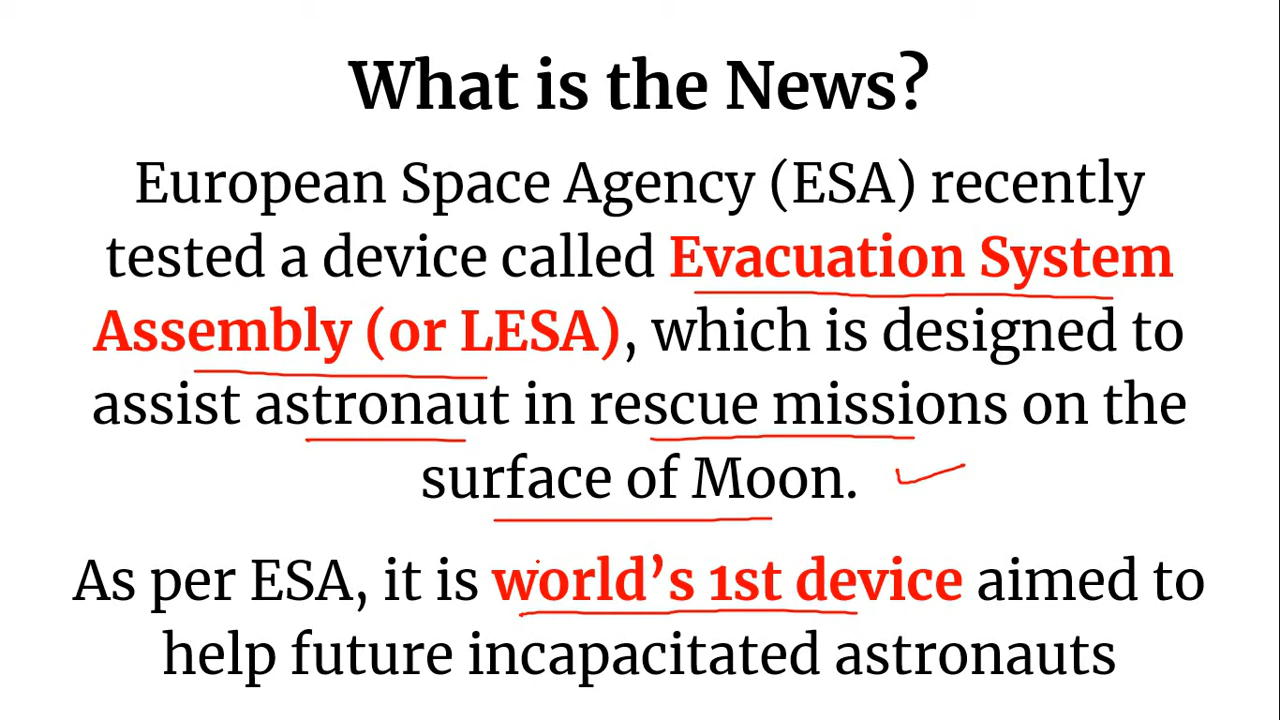 What is the News?
European Space Agency (ESA) recently
tested a device called Evacuation System
Assembly (or LESA), which is designed to
assist astronaut in rescue missions on the
surface of Moon.
As per ESA, it is world’s 1st device aimed to
help future incapacitated astronauts